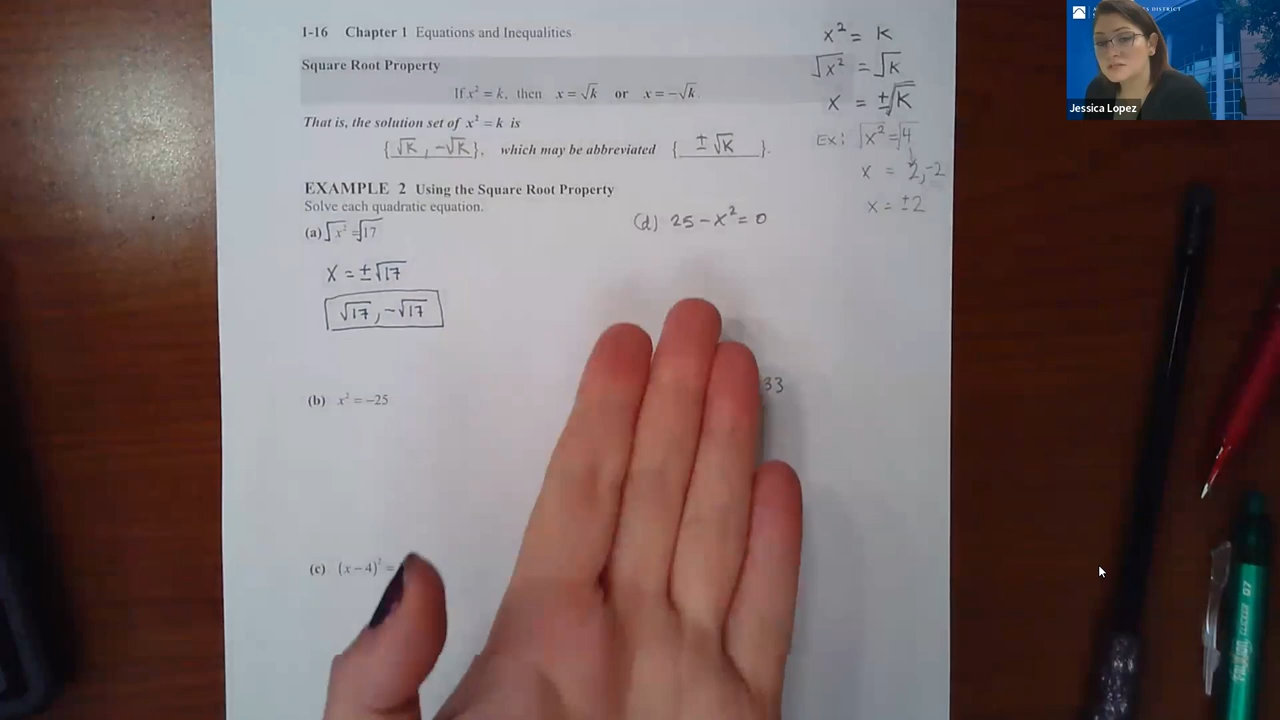 1-16 Chapter 1 Equations and Inequalities
Square Root Property
If x² = k, then x = √k or x = -√k.
That is, the solution set of x² = k is
{ √K , -√K }, which may be abbreviated { ± √K }.
x² = K
√x² = √K
x = ±√K
Ex: √x² = √4
x = 2, -2
x = ±2
EXAMPLE 2 Using the Square Root Property
Solve each quadratic equation.
(a) √x² = √17
x = ±√17
√17, -√17
(b) x² = -25
(c) (x - 4)² =
(d) 25 - x² = 0
33
Jessica Lopez
DISTRICT
07